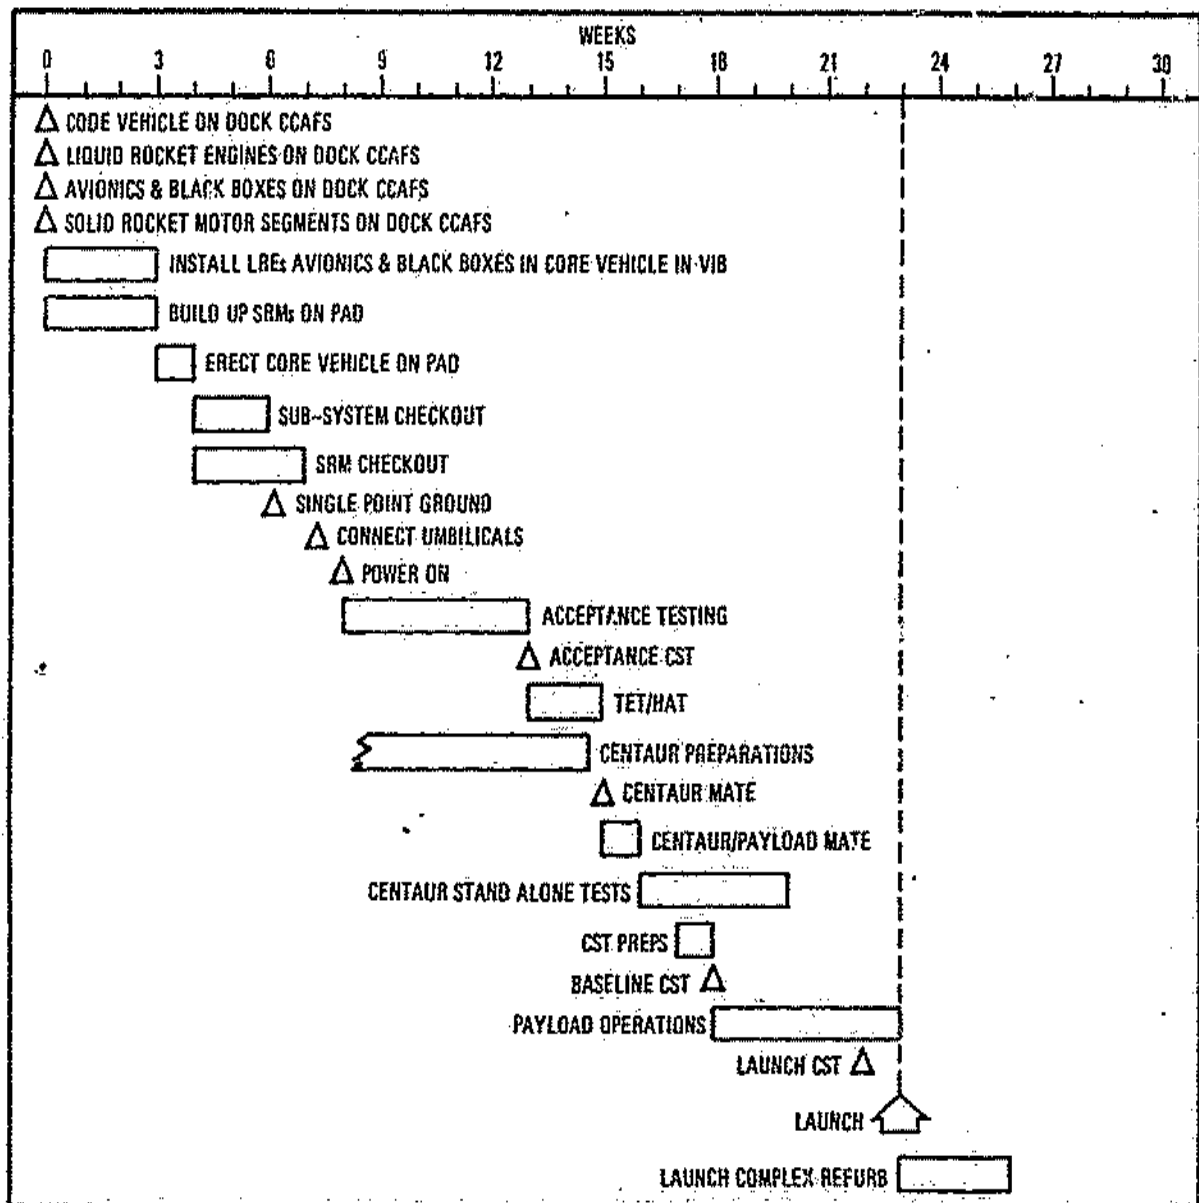 WEEKS
0 3 6 9 12 15 18 21 24 27 30
CODE VEHICLE ON DOCK CCAFS
LIQUID ROCKET ENGINES ON DOCK CCAFS
AVIONICS & BLACK BOXES ON DOCK CCAFS
SOLID ROCKET MOTOR SEGMENTS ON DOCK CCAFS
INSTALL LREs AVIONICS & BLACK BOXES IN CORE VEHICLE IN VIB
BUILD UP SRMs ON PAD
ERECT CORE VEHICLE ON PAD
SUB-SYSTEM CHECKOUT
SRM CHECKOUT
SINGLE POINT GROUND
CONNECT UMBILICALS
POWER ON
ACCEPTANCE TESTING
ACCEPTANCE CST
TET/HAT
CENTAUR PREPARATIONS
CENTAUR MATE
CENTAUR/PAYLOAD MATE
CENTAUR STAND ALONE TESTS
CST PREPS
BASELINE CST
PAYLOAD OPERATIONS
LAUNCH CST
LAUNCH
LAUNCH COMPLEX REFURB